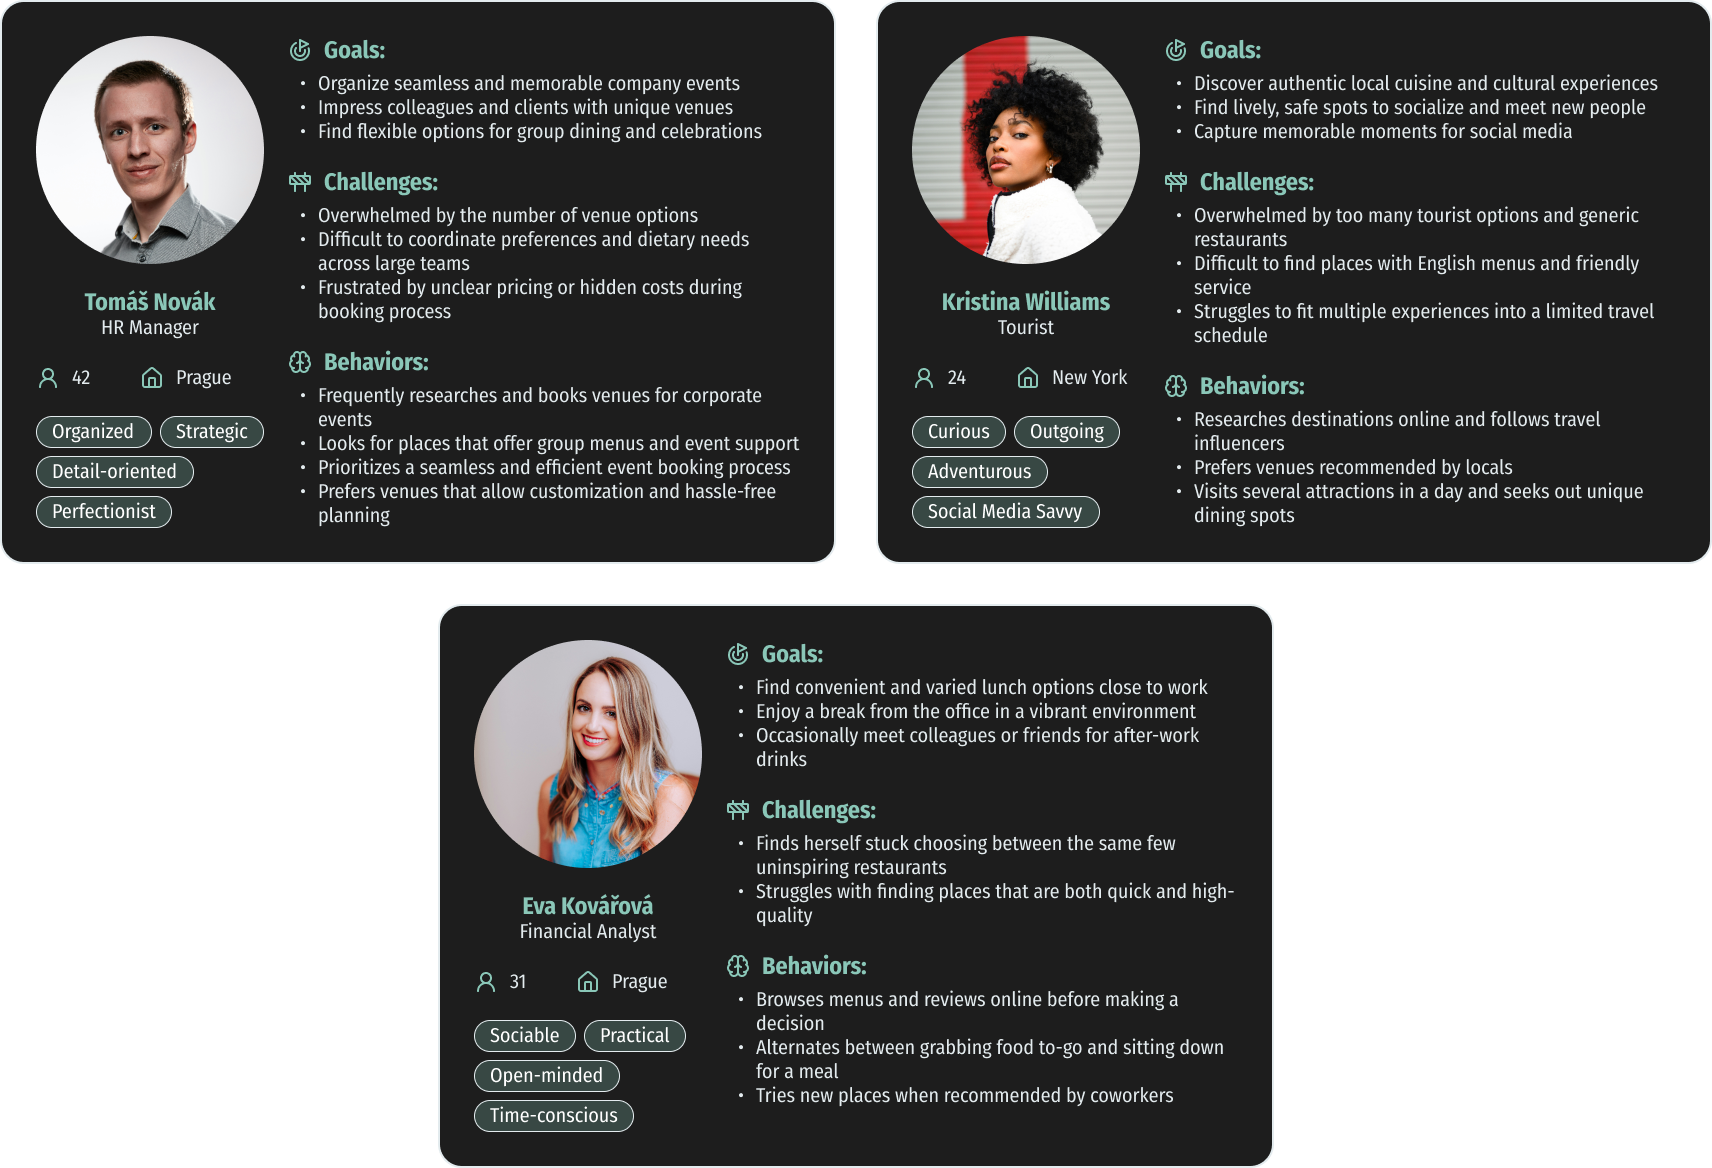 Goals:
• Organize seamless and memorable company events
• Impress colleagues and clients with unique venues
• Find flexible options for group dining and celebrations
Challenges:
• Overwhelmed by the number of venue options
• Difficult to coordinate preferences and dietary needs
across large teams
• Frustrated by unclear pricing or hidden costs during
booking process
Behaviors:
• Frequently researches and books venues for corporate
events
• Looks for places that offer group menus and event support
• Prioritizes a seamless and efficient event booking process
• Prefers venues that allow customization and hassle-free
planning
Tomáš Novák
HR Manager
42 Prague
Organized Strategic
Detail-oriented
Perfectionist
Goals:
• Discover authentic local cuisine and cultural experiences
• Find lively, safe spots to socialize and meet new people
• Capture memorable moments for social media
Challenges:
• Overwhelmed by too many tourist options and generic
restaurants
• Difficult to find places with English menus and friendly
service
• Struggles to fit multiple experiences into a limited travel
schedule
Behaviors:
• Researches destinations online and follows travel
influencers
• Prefers venues recommended by locals
• Visits several attractions in a day and seeks out unique
dining spots
Kristina Williams
Tourist
24 New York
Curious Outgoing
Adventurous
Social Media Savvy
Goals:
• Find convenient and varied lunch options close to work
• Enjoy a break from the office in a vibrant environment
• Occasionally meet colleagues or friends for after-work
drinks
Challenges:
• Finds herself stuck choosing between the same few
uninspiring restaurants
• Struggles with finding places that are both quick and high-
quality
Behaviors:
• Browses menus and reviews online before making a
decision
• Alternates between grabbing food to-go and sitting down
for a meal
• Tries new places when recommended by coworkers
Eva Kovářová
Financial Analyst
31 Prague
Sociable Practical
Open-minded
Time-conscious